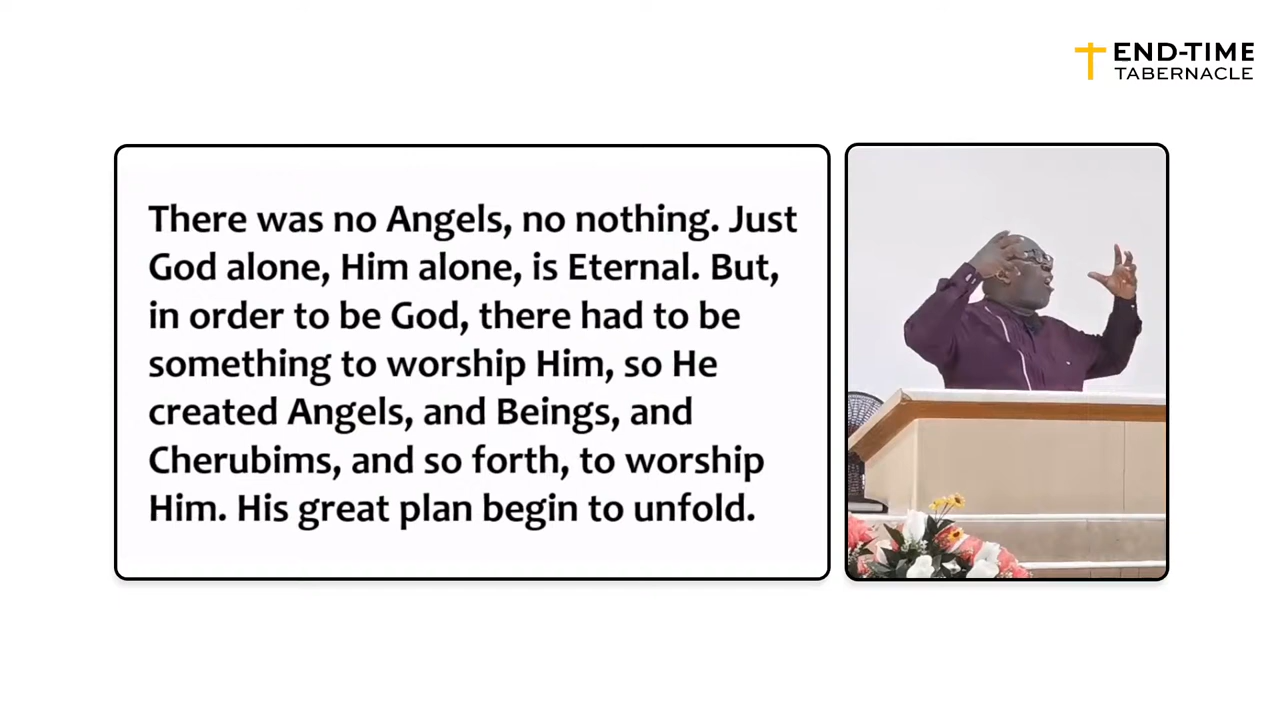 END-TIME
TABERNACLE
There was no Angels, no nothing. Just
God alone, Him alone, is Eternal. But,
in order to be God, there had to be
something to worship Him, so He
created Angels, and Beings, and
Cherubims, and so forth, to worship
Him. His great plan begin to unfold.